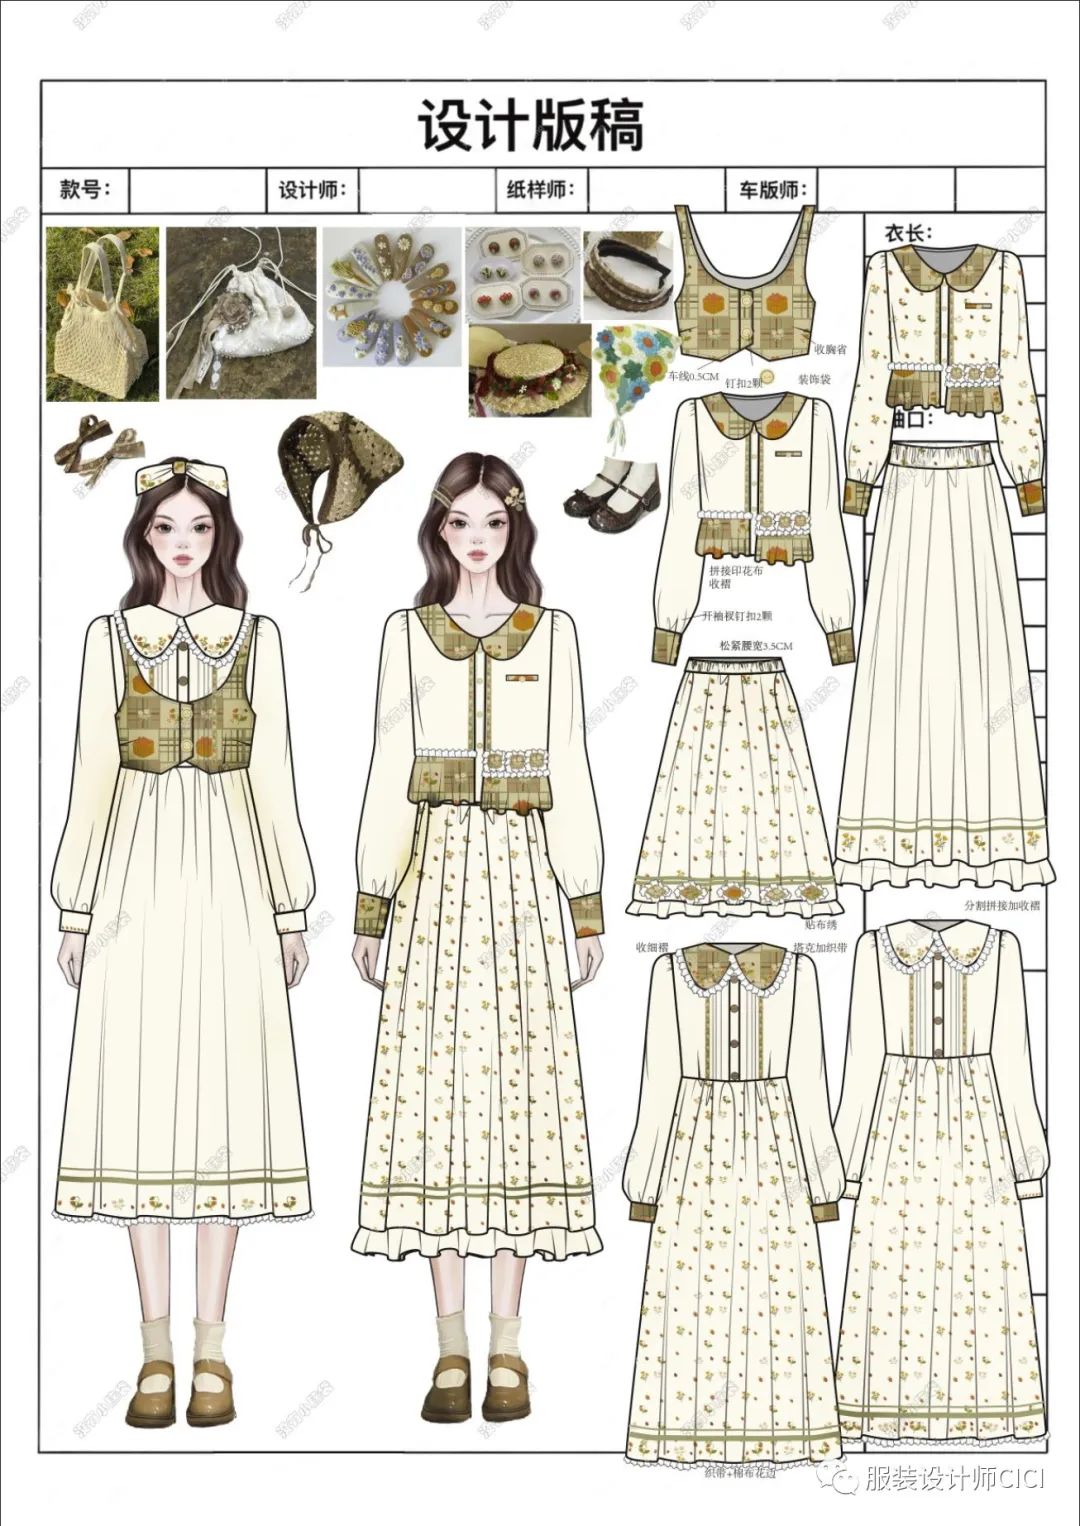 设计版稿
款号：
设计师：
纸样师：
车版师：
衣长：
收胸省
车线0.5CM
钉扣2颗
装饰袋
袖口：
拼接印花布
收褶
开袖衩钉扣2颗
松紧腰宽3.5CM
分割拼接加收褶
贴布绣
收细褶
塔克加织带
织带+棉布花边
服装设计师CICI